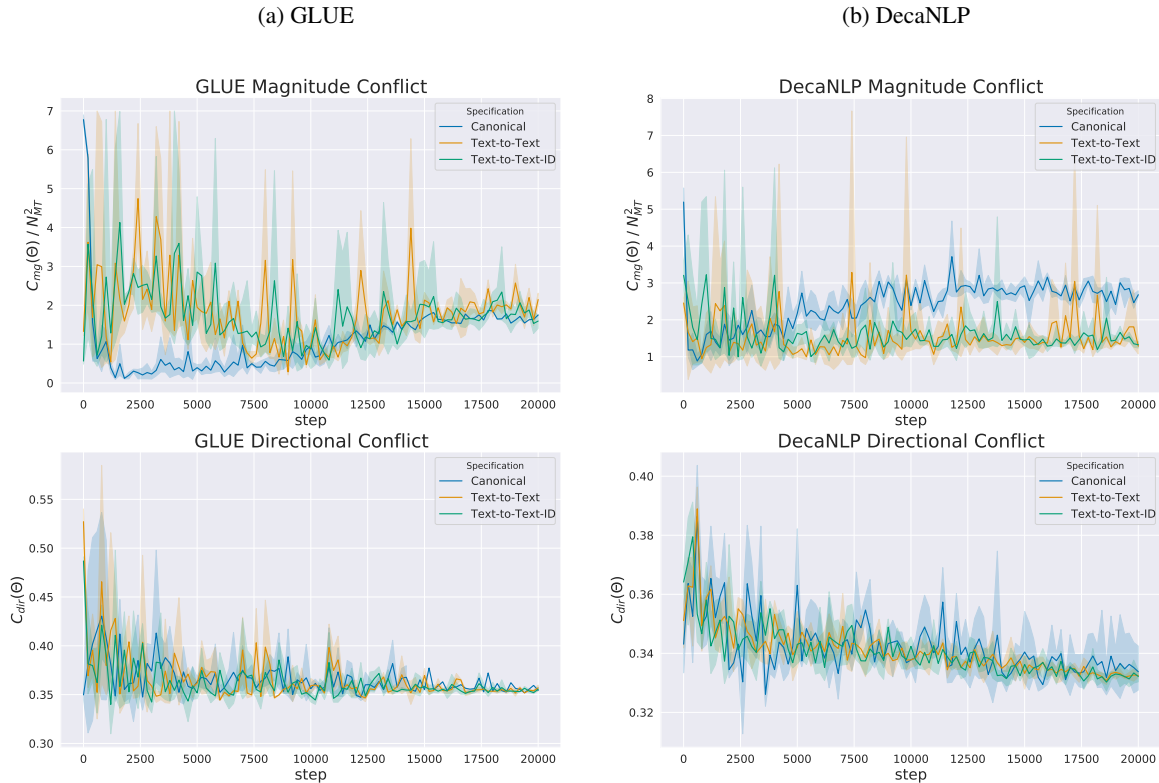 (a) GLUE
(b) DecaNLP
GLUE Magnitude Conflict
7
6
5
4
3
2
1
0
C_mg(Θ) / N²_MT
0 2500 5000 7500 10000 12500 15000 17500 20000
step
Specification
Canonical
Text-to-Text
Text-to-Text-ID
DecaNLP Magnitude Conflict
8
7
6
5
4
3
2
1
C_mg(Θ) / N²_MT
0 2500 5000 7500 10000 12500 15000 17500 20000
step
Specification
Canonical
Text-to-Text
Text-to-Text-ID
GLUE Directional Conflict
0.55
0.50
0.45
0.40
0.35
0.30
C_dir(Θ)
0 2500 5000 7500 10000 12500 15000 17500 20000
step
Specification
Canonical
Text-to-Text
Text-to-Text-ID
DecaNLP Directional Conflict
0.40
0.38
0.36
0.34
0.32
C_dir(Θ)
0 2500 5000 7500 10000 12500 15000 17500 20000
step
Specification
Canonical
Text-to-Text
Text-to-Text-ID